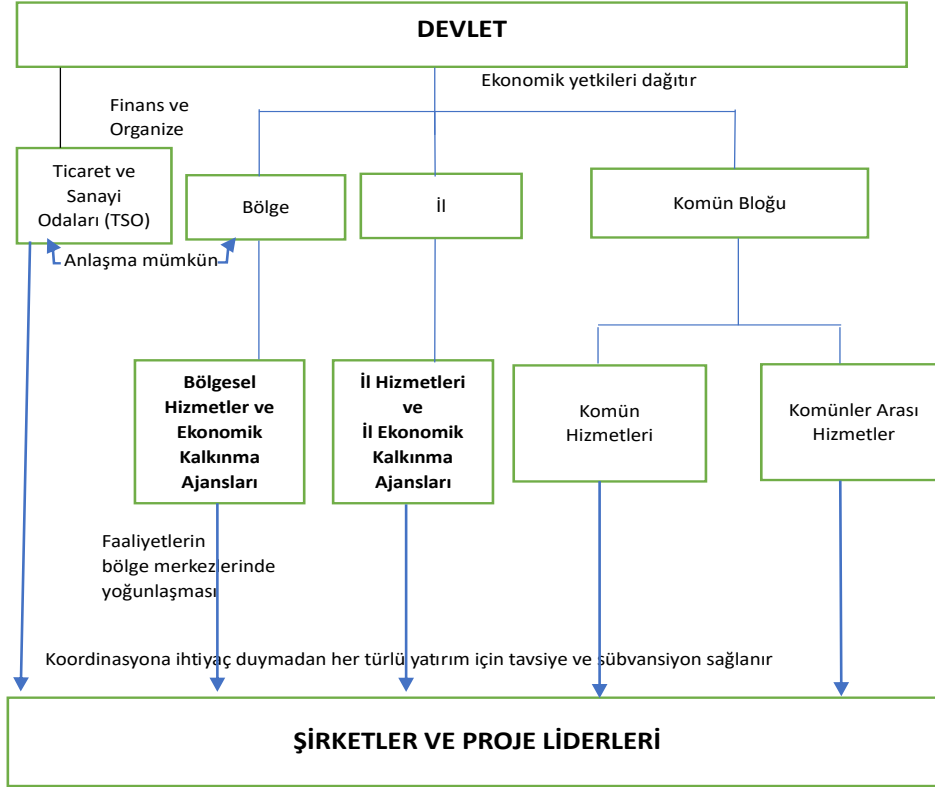 DEVLET
Ekonomik yetkileri dağıtır
Finans ve
Organize
Ticaret ve
Sanayi
Odaları (TSO)
Bölge
İl
Komün Bloğu
Anlaşma mümkün
Bölgesel
Hizmetler ve
Ekonomik
Kalkınma
Ajansları
İl Hizmetleri
ve
İl Ekonomik
Kalkınma
Ajansları
Komün
Hizmetleri
Komünler Arası
Hizmetler
Faaliyetlerin
bölge merkezlerinde
yoğunlaşması
Koordinasyona ihtiyaç duymadan her türlü yatırım için tavsiye ve sübvansiyon sağlanır
ŞİRKETLER VE PROJE LİDERLERİ